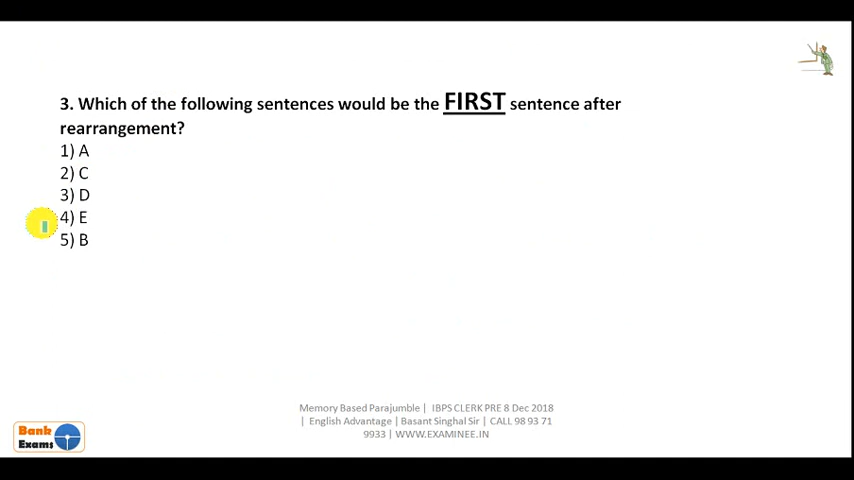 3. Which of the following sentences would be the FIRST sentence after
rearrangement?
1) A
2) C
3) D
4) E
5) B
Memory Based Parajumble | IBPS CLERK PRE 8 Dec 2018
| English Advantage | Basant Singhal Sir | CALL 98 93 71
9933 | WWW.EXAMINEE.IN
Bank
Exams